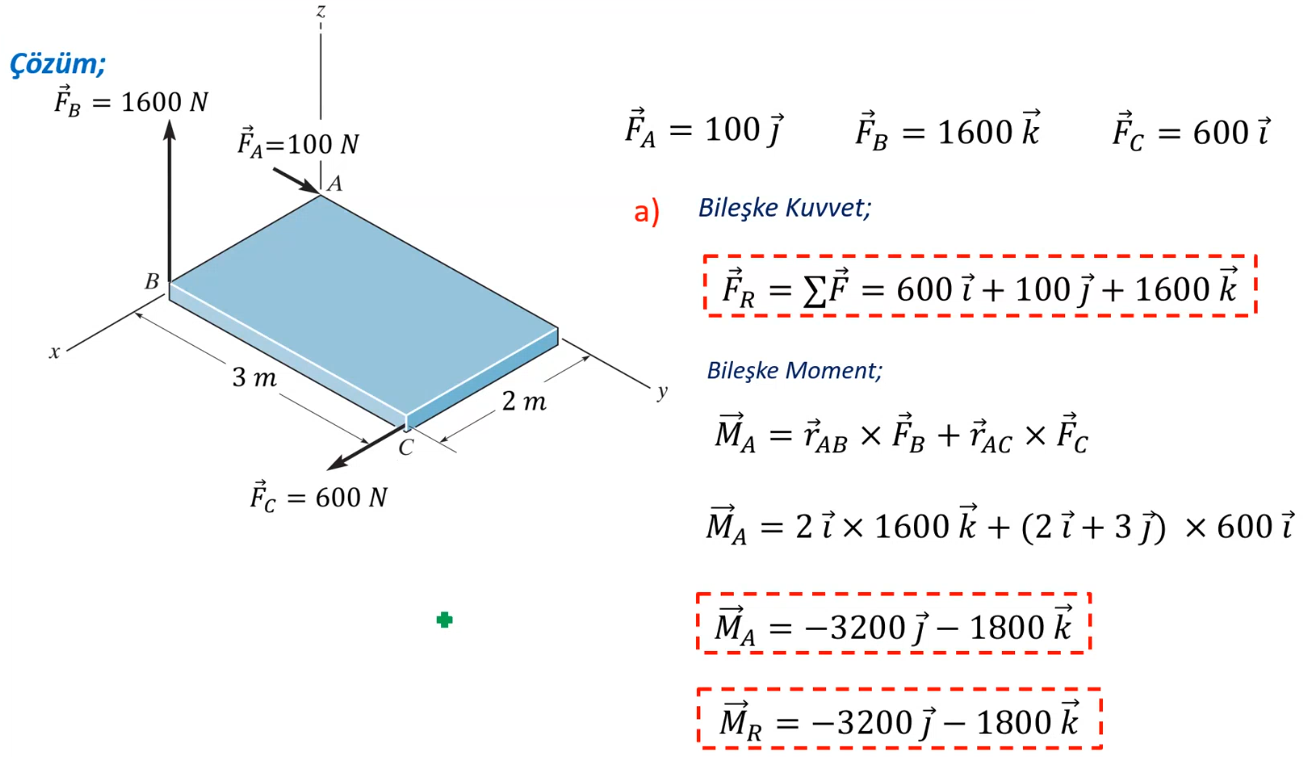 z
Çözüm;
F⃗_B = 1600 N
F⃗_A=100 N
A
B
x
3 m
2 m
y
C
F⃗_C = 600 N
F⃗_A = 100 j⃗   F⃗_B = 1600 k⃗   F⃗_C = 600 i⃗
a) Bileşke Kuvvet;
F⃗_R = ∑F⃗ = 600 i⃗ + 100 j⃗ + 1600 k⃗
Bileşke Moment;
M⃗_A = r⃗_AB × F⃗_B + r⃗_AC × F⃗_C
M⃗_A = 2 i⃗ × 1600 k⃗ + (2 i⃗ + 3 j⃗) × 600 i⃗
M⃗_A = −3200 j⃗ − 1800 k⃗
M⃗_R = −3200 j⃗ − 1800 k⃗